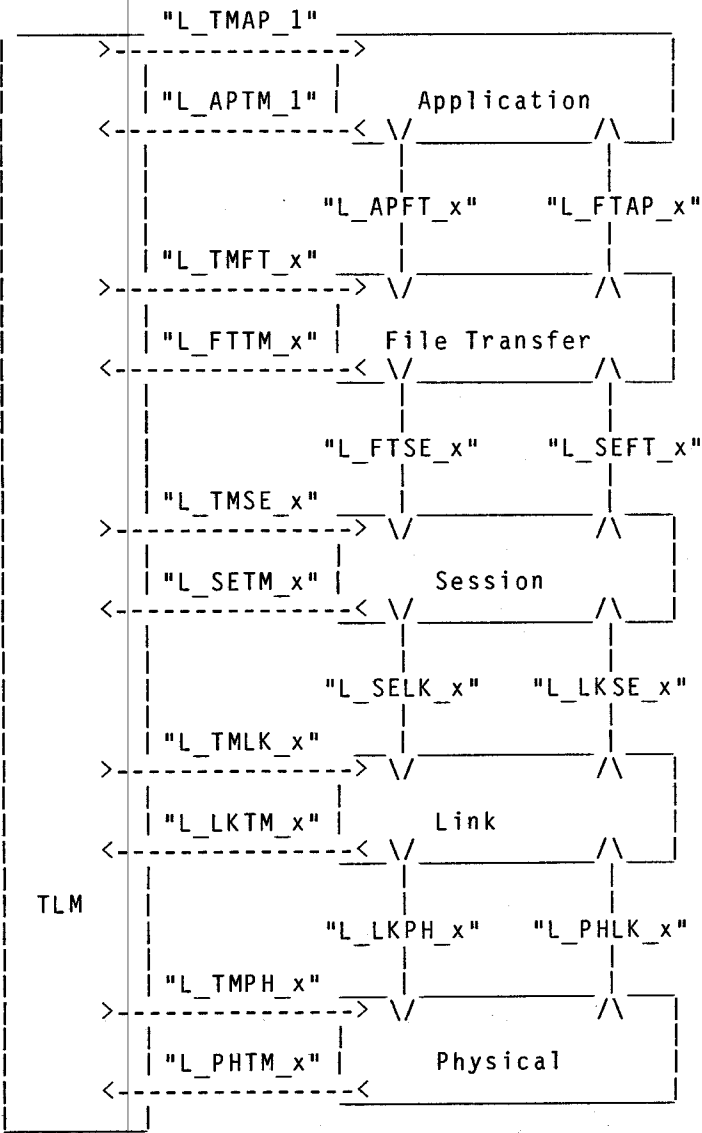 "L_TMAP_1"
"L_APTM_1"
Application
"L_APFT_x" "L_FTAP_x"
"L_TMFT_x"
"L_FTTM_x" File Transfer
"L_FTSE_x" "L_SEFT_x"
"L_TMSE_x"
"L_SETM_x" Session
"L_SELK_x" "L_LKSE_x"
"L_TMLK_x"
"L_LKTM_x" Link
TLM
"L_LKPH_x" "L_PHLK_x"
"L_TMPH_x"
"L_PHTM_x" Physical